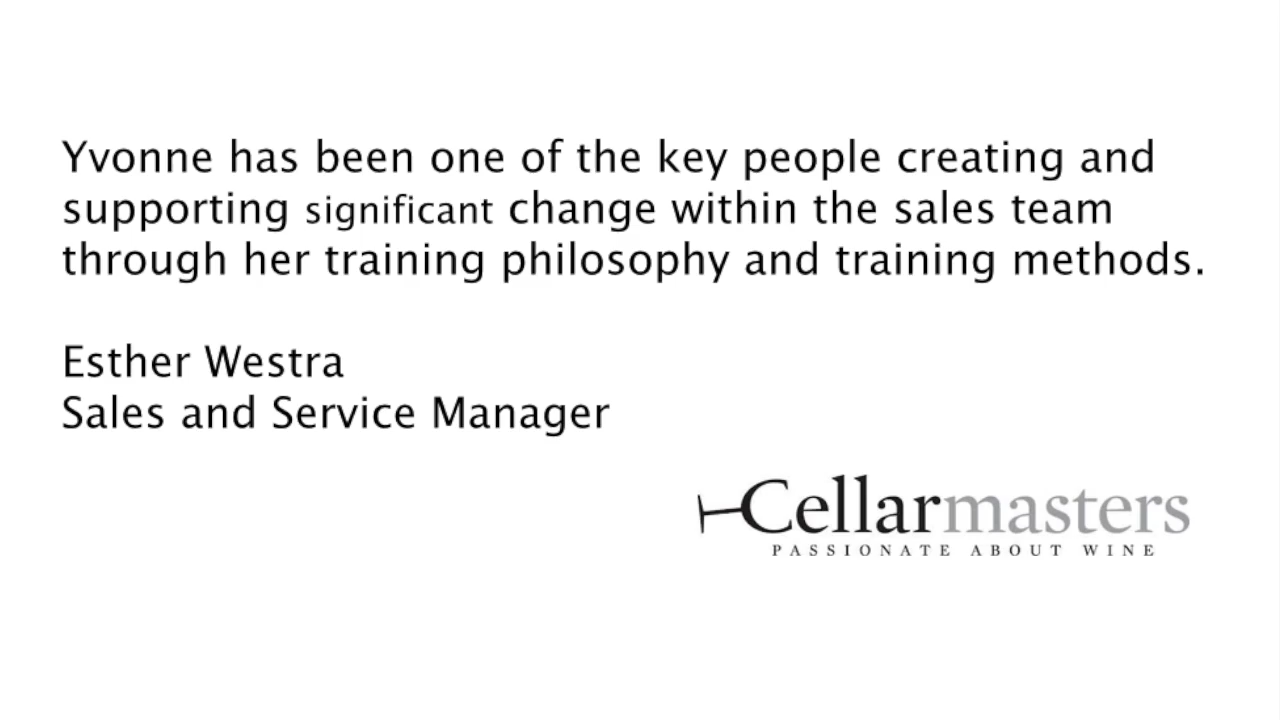 Yvonne has been one of the key people creating and
supporting significant change within the sales team
through her training philosophy and training methods.
Esther Westra
Sales and Service Manager
Cellarmasters
PASSIONATE ABOUT WINE